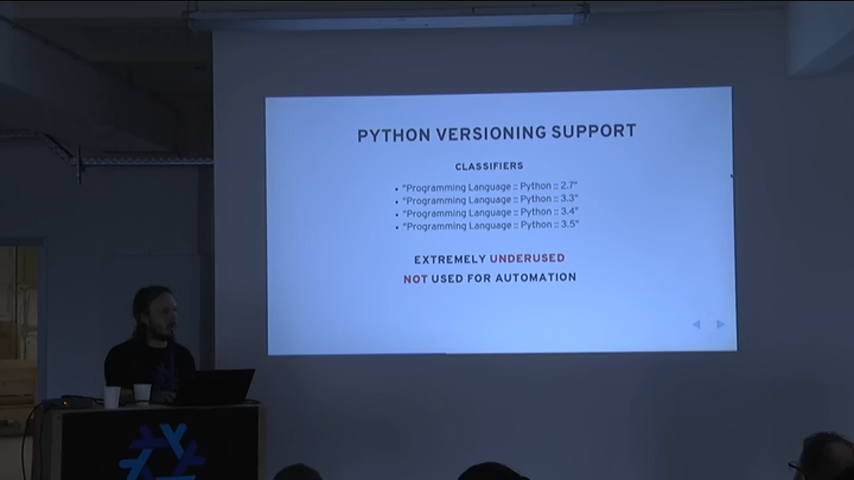 PYTHON VERSIONING SUPPORT
CLASSIFIERS
• "Programming Language :: Python :: 2.7"
• "Programming Language :: Python :: 3.3"
• "Programming Language :: Python :: 3.4"
• "Programming Language :: Python :: 3.5"
EXTREMELY UNDERUSED
NOT USED FOR AUTOMATION